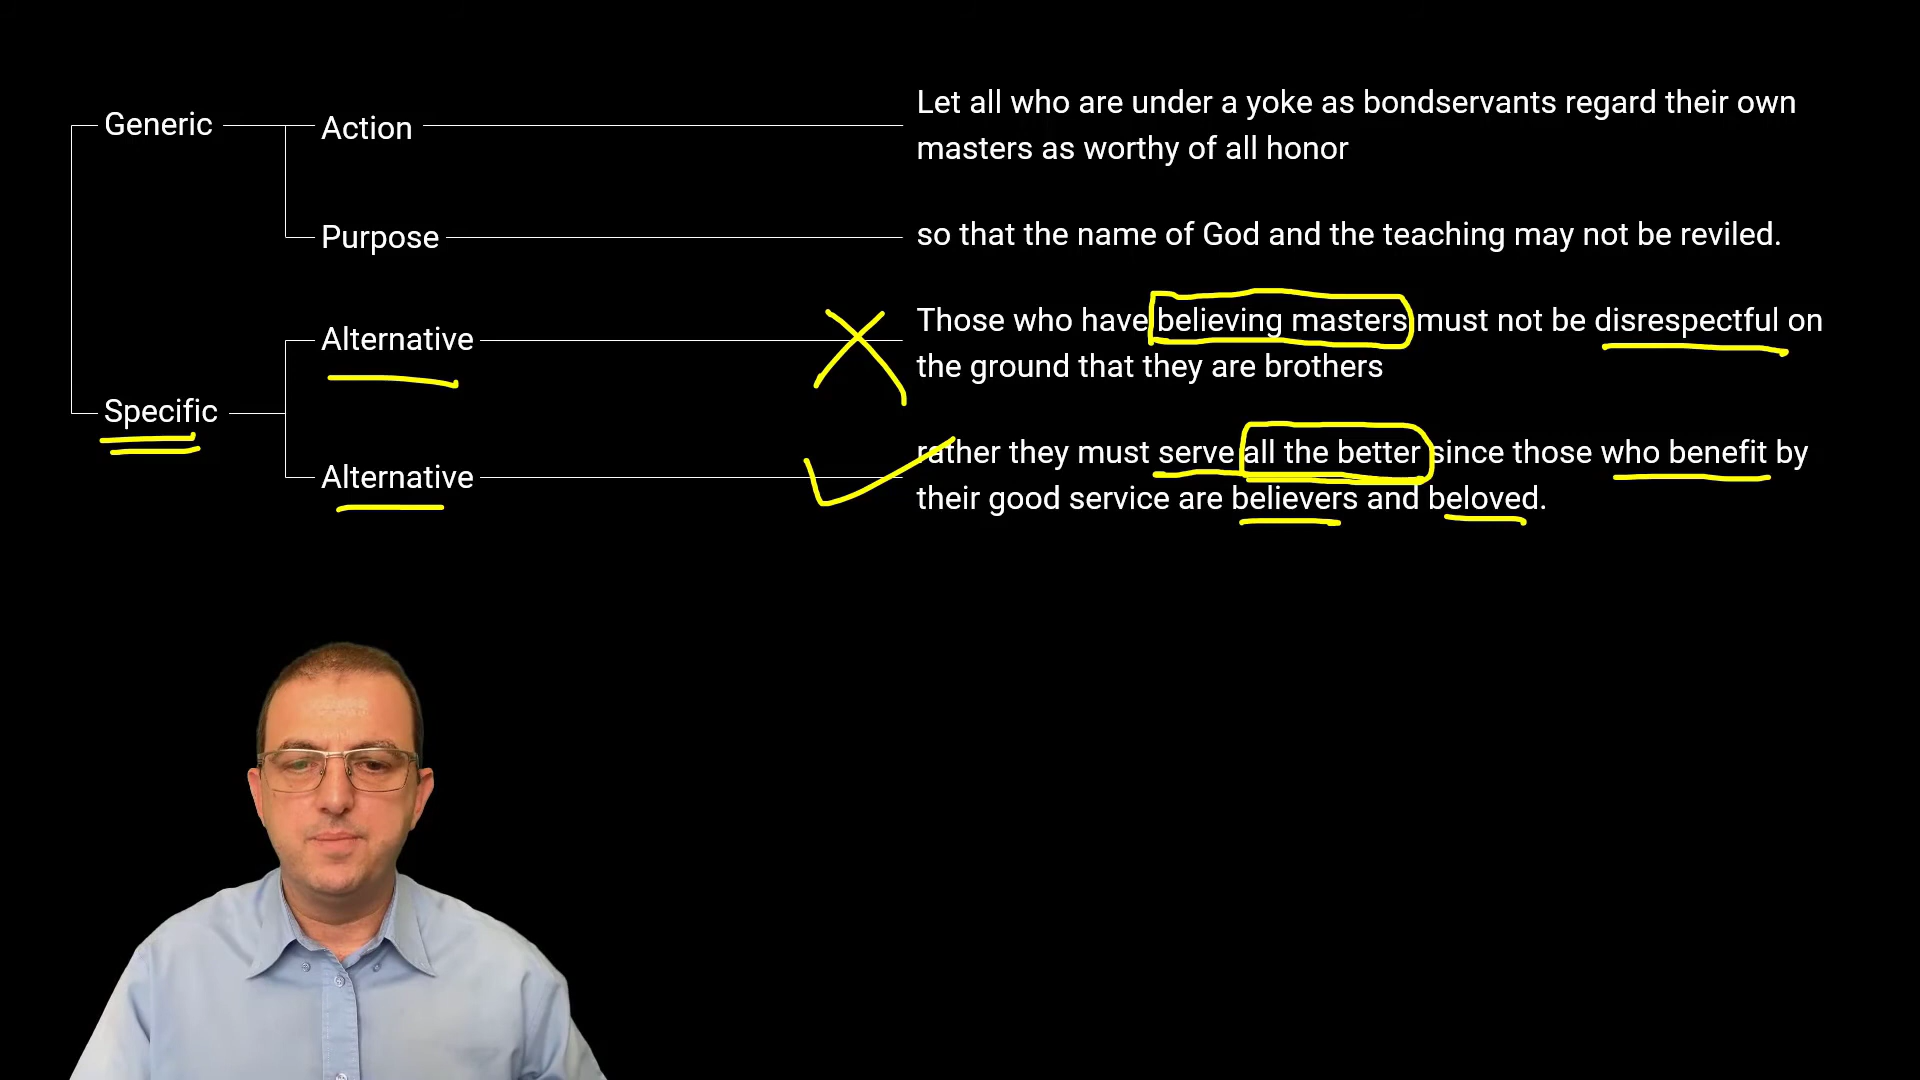 Generic
Action
Let all who are under a yoke as bondservants regard their own
masters as worthy of all honor
Purpose
so that the name of God and the teaching may not be reviled.
Alternative
Those who have believing masters must not be disrespectful on
the ground that they are brothers
Specific
Alternative
rather they must serve all the better since those who benefit by
their good service are believers and beloved.